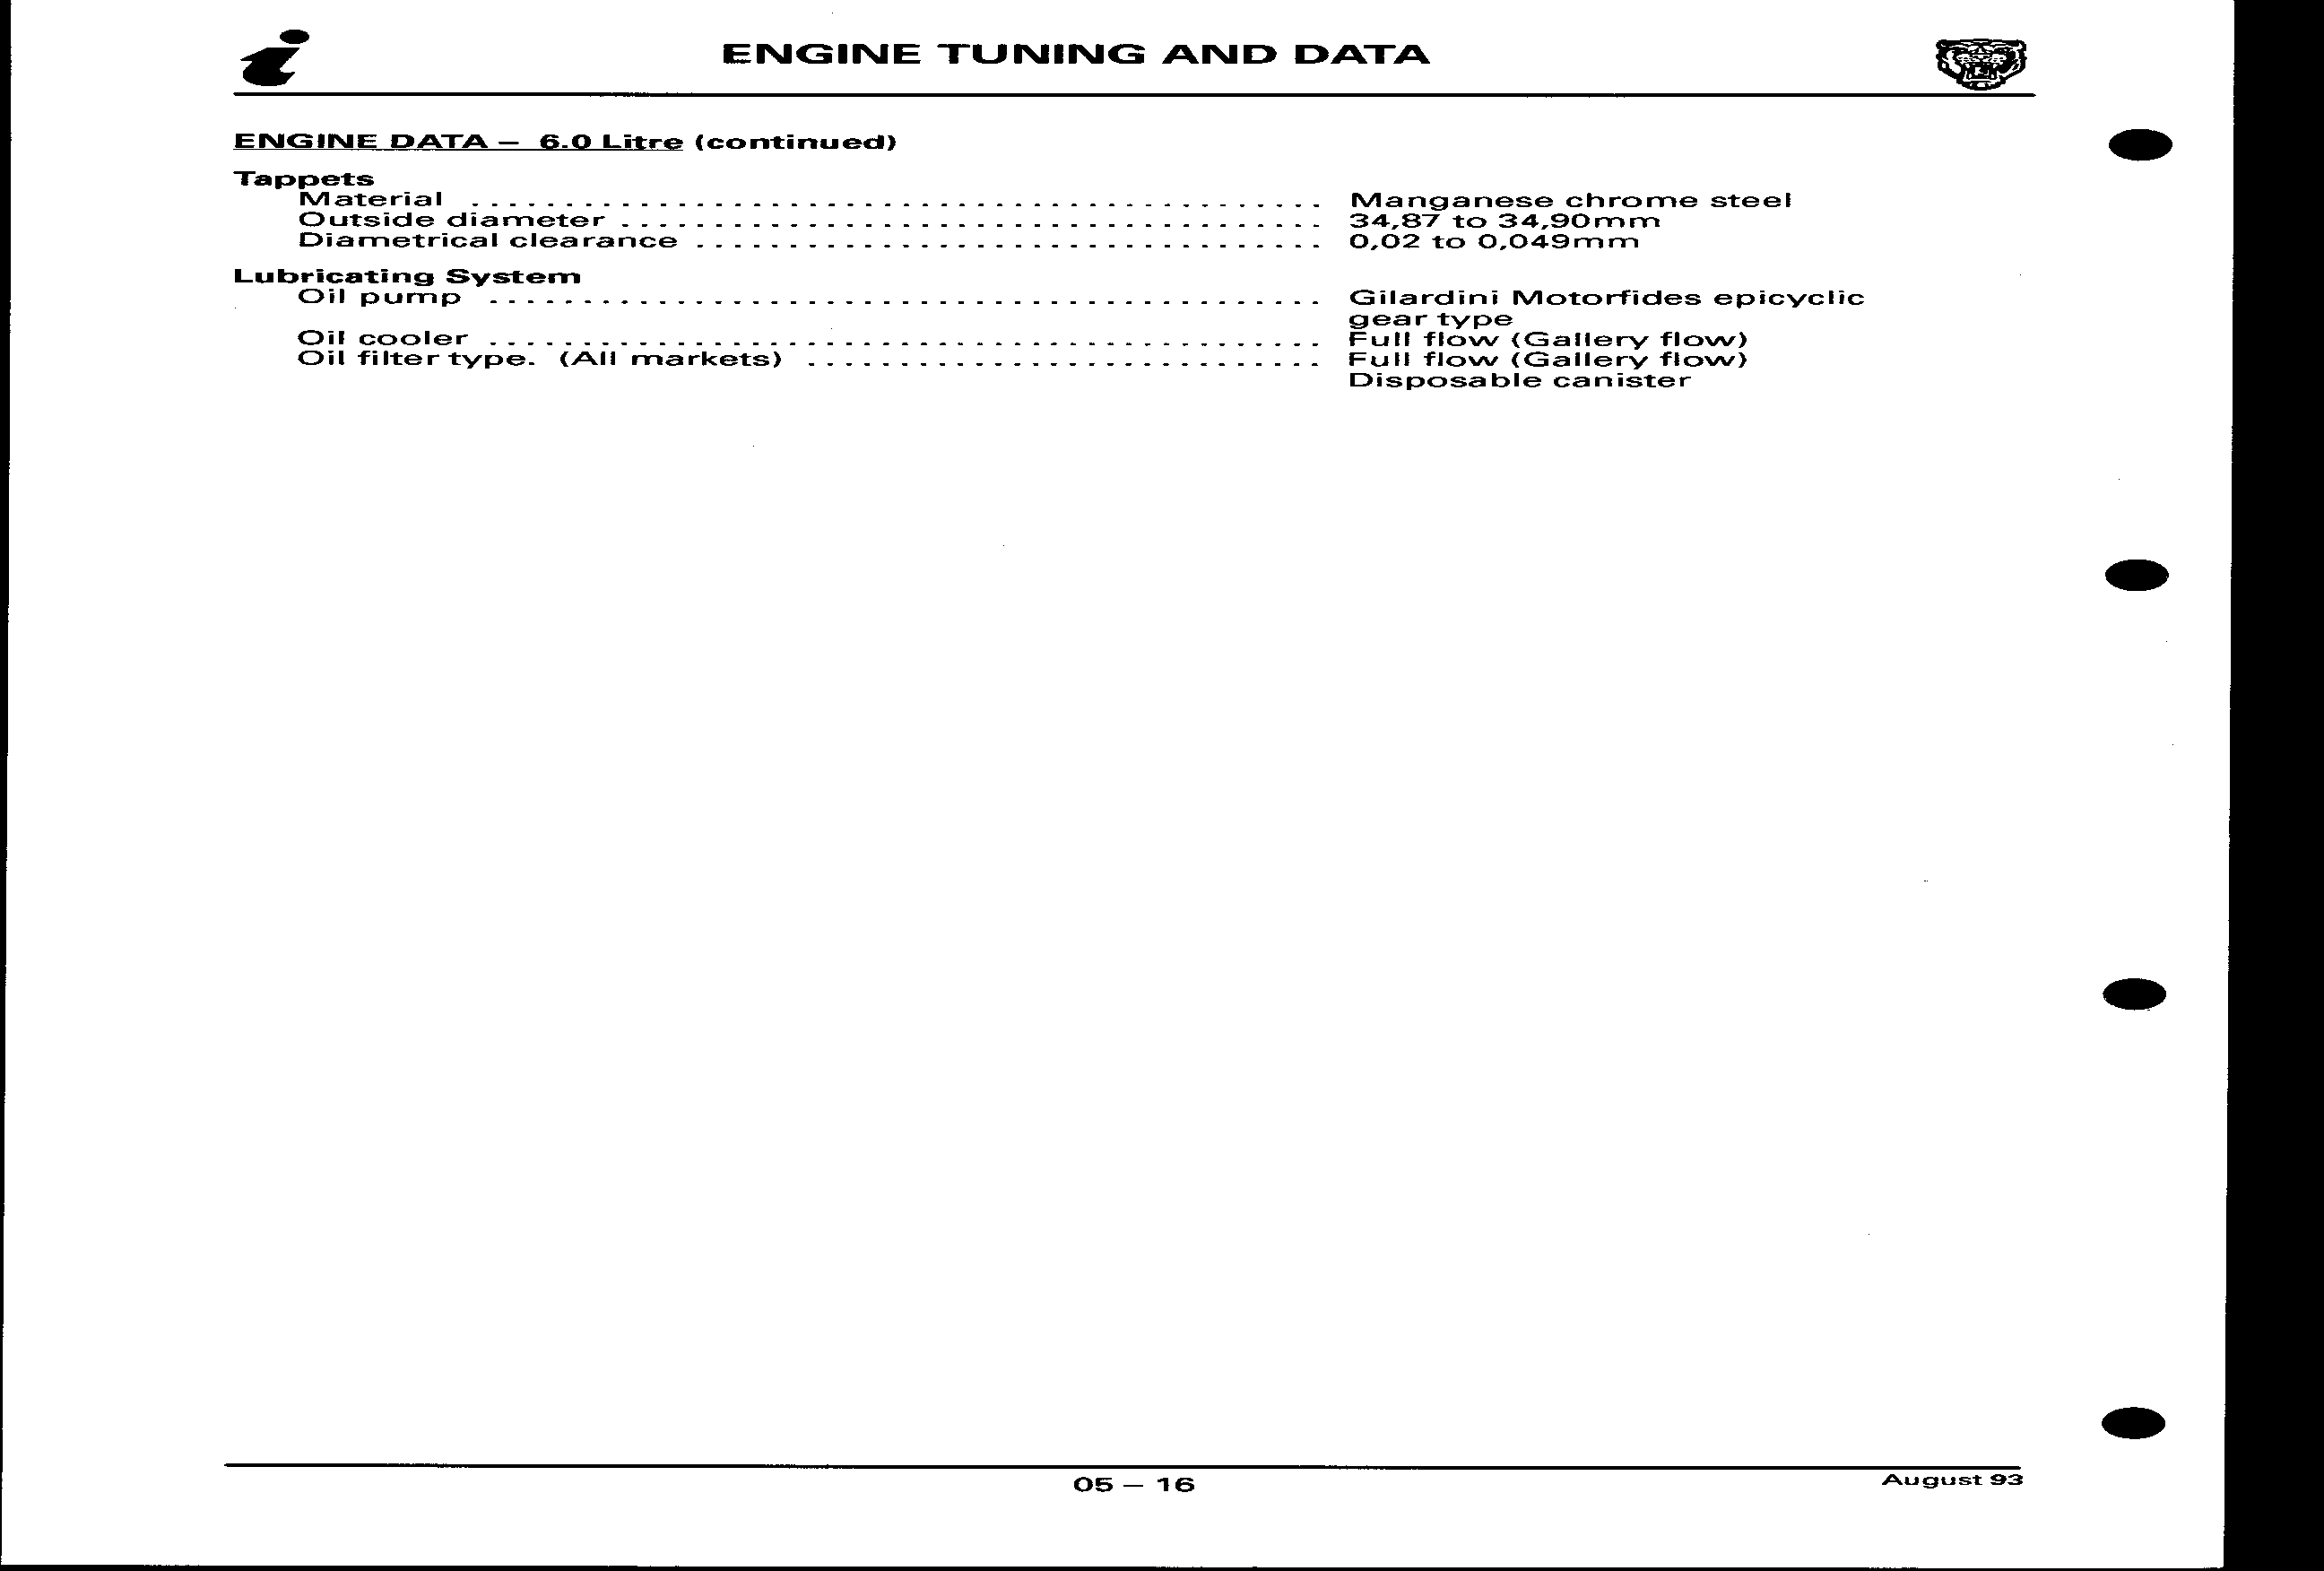 ENGINE TUNING AND DATA
ENGINE DATA – 6.0 Litre (continued)
Tappets
Material ............................................. Manganese chrome steel
Outside diameter ..................................... 34,87 to 34,90mm
Diametrical clearance ................................. 0,02 to 0,049mm
Lubricating System
Oil pump ............................................ Gilardini Motorfides epicyclic
gear type
Oil cooler ............................................ Full flow (Gallery flow)
Oil filter type. (All markets) ............................ Full flow (Gallery flow)
Disposable canister
05 – 16
August 93